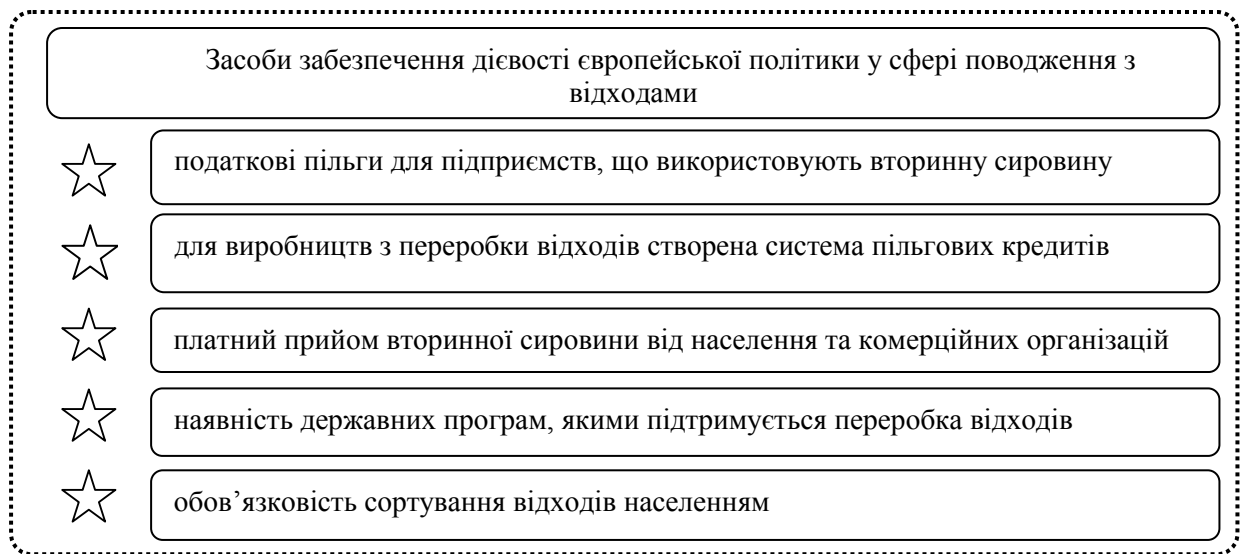 Засоби забезпечення дієвості європейської політики у сфері поводження з
відходами
податкові пільги для підприємств, що використовують вторинну сировину
для виробництв з переробки відходів створена система пільгових кредитів
платний прийом вторинної сировини від населення та комерційних організацій
наявність державних програм, якими підтримується переробка відходів
обов’язковість сортування відходів населенням